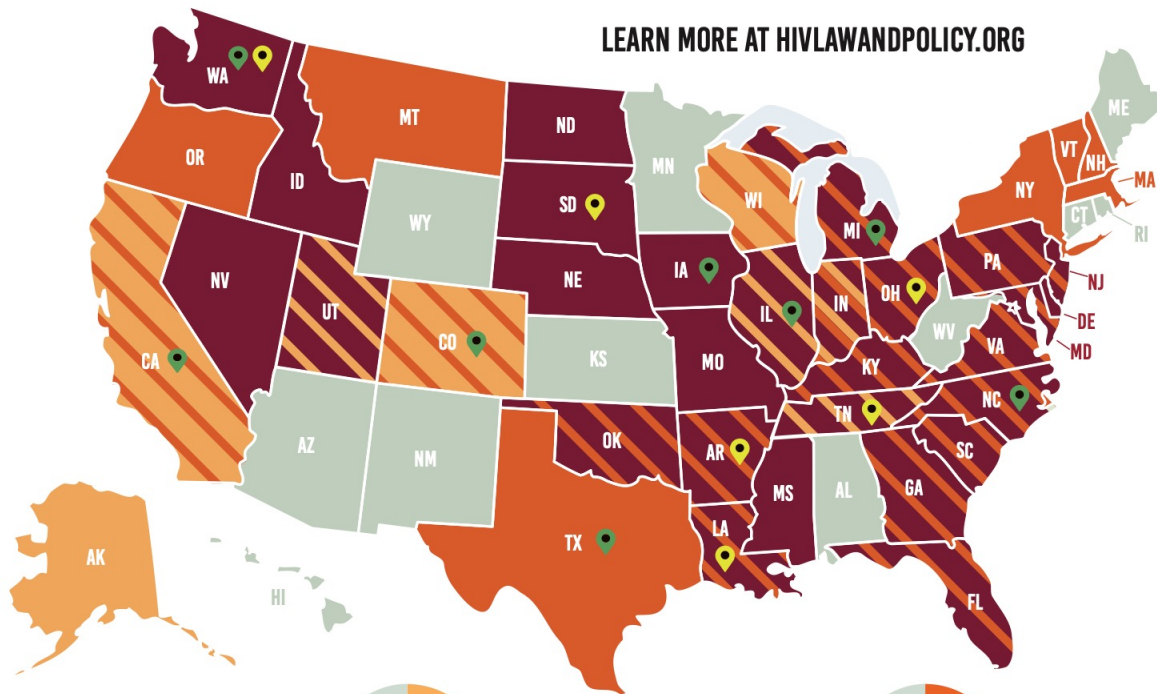 LEARN MORE AT HIVLAWANDPOLICY.ORG
WA
MT
ND
MN
ME
OR
ID
SD
WI
VT
NH
NY
MA
WY
MI
CT
RI
NV
NE
IA
PA
NJ
UT
IL
IN
OH
DE
CA
CO
WV
MD
KS
MO
KY
VA
AZ
NM
OK
AR
TN
NC
SC
MS
AL
GA
AK
TX
LA
HI
FL